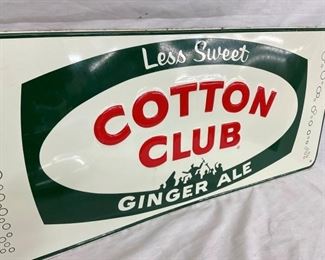 Less Sweet
COTTON
CLUB
GINGER ALE